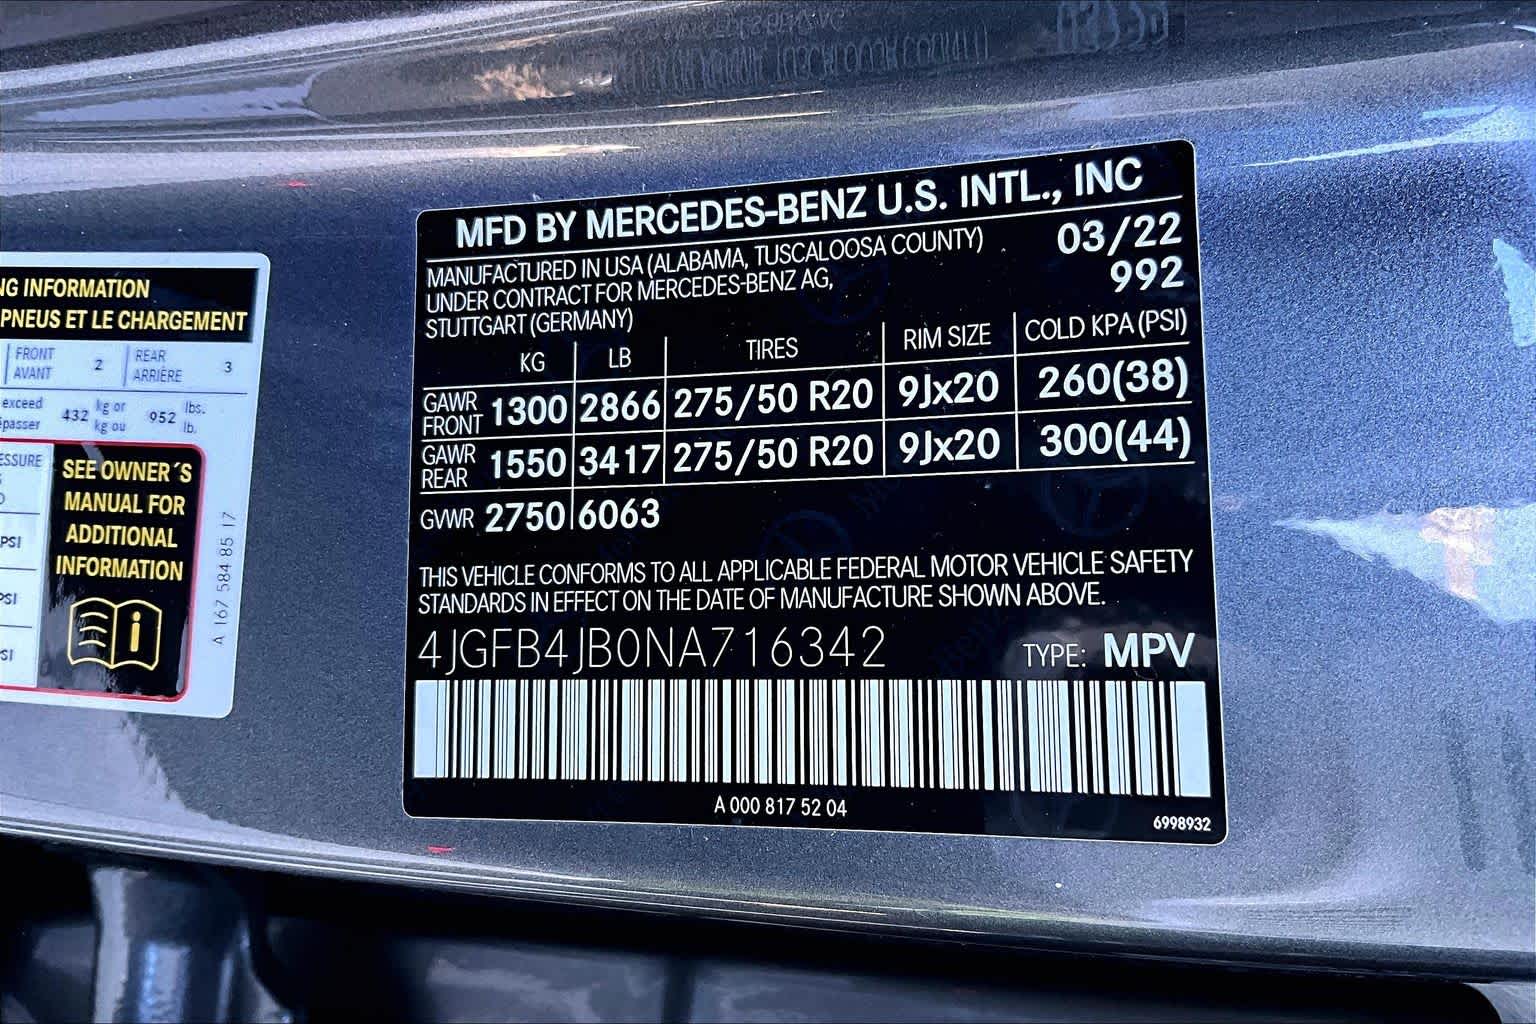 NG INFORMATION
PNEUS ET LE CHARGEMENT
FRONT
AVANT
2
REAR
ARRIÈRE
3
exceed
432
kg or
kg ou
952
lbs.
lb.
SEE OWNER´S
MANUAL FOR
ADDITIONAL
INFORMATION
PSI
PSI
SI
A 167 584 85 17
MFD BY MERCEDES-BENZ U.S. INTL., INC
MANUFACTURED IN USA (ALABAMA, TUSCALOOSA COUNTY) 03/22
UNDER CONTRACT FOR MERCEDES-BENZ AG, 992
STUTTGART (GERMANY)
KG LB TIRES RIM SIZE COLD KPA (PSI)
GAWR FRONT 1300 2866 275/50 R20 9Jx20 260(38)
GAWR REAR 1550 3417 275/50 R20 9Jx20 300(44)
GVWR 2750 6063
THIS VEHICLE CONFORMS TO ALL APPLICABLE FEDERAL MOTOR VEHICLE SAFETY
STANDARDS IN EFFECT ON THE DATE OF MANUFACTURE SHOWN ABOVE.
4JGFB4JB0NA716342 TYPE: MPV
A 000 817 52 04
6998932